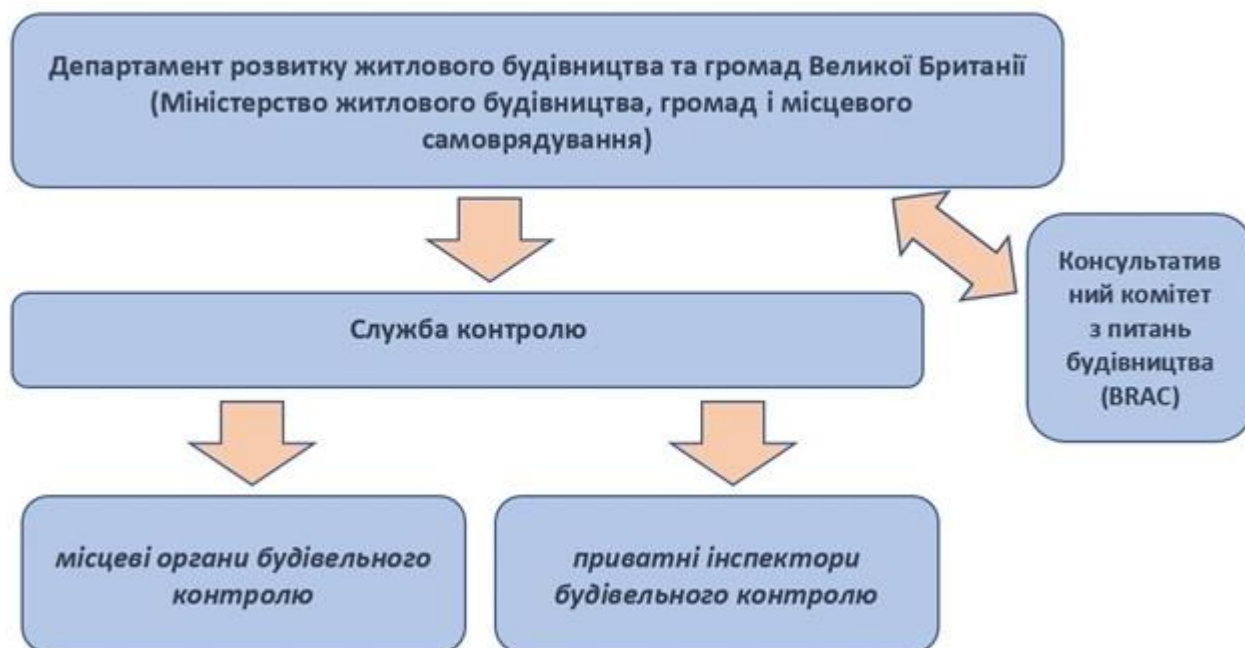 Департамент розвитку житлового будівництва та громад Великої Британії
(Міністерство житлового будівництва, громад і місцевого
самоврядування)
Служба контролю
Консультатив
ний комітет
з питань
будівництва
(BRAC)
місцеві органи будівельного
контролю
приватні інспектори
будівельного контролю